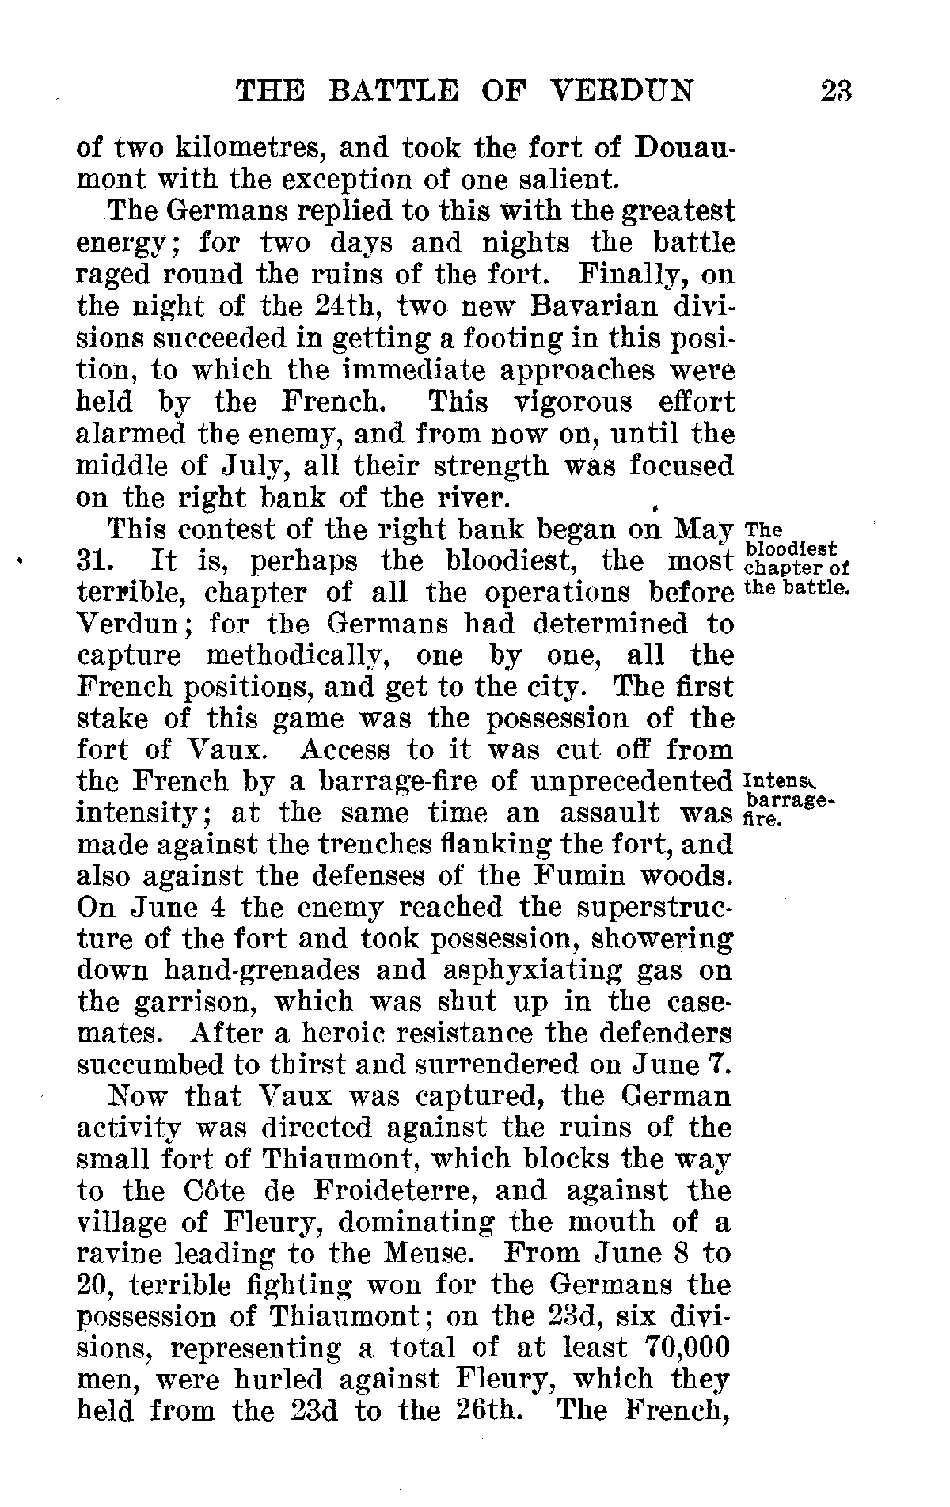 THE BATTLE OF VERDUN 23
of two kilometres, and took the fort of Douau-
mont with the exception of one salient.
The Germans replied to this with the greatest
energy; for two days and nights the battle
raged round the ruins of the fort. Finally, on
the night of the 24th, two new Bavarian divi-
sions succeeded in getting a footing in this posi-
tion, to which the immediate approaches were
held by the French. This vigorous effort
alarmed the enemy, and from now on, until the
middle of July, all their strength was focused
on the right bank of the river.
This contest of the right bank began on May
31. It is, perhaps the bloodiest, the most
terrible, chapter of all the operations before
Verdun; for the Germans had determined to
capture methodically, one by one, all the
French positions, and get to the city. The first
stake of this game was the possession of the
fort of Vaux. Access to it was cut off from
the French by a barrage-fire of unprecedented
intensity; at the same time an assault was
made against the trenches flanking the fort, and
also against the defenses of the Fumin woods.
On June 4 the enemy reached the superstruc-
ture of the fort and took possession, showering
down hand-grenades and asphyxiating gas on
the garrison, which was shut up in the case-
mates. After a heroic resistance the defenders
succumbed to thirst and surrendered on June 7.
Now that Vaux was captured, the German
activity was directed against the ruins of the
small fort of Thiaumont, which blocks the way
to the Côte de Froideterre, and against the
village of Fleury, dominating the mouth of a
ravine leading to the Meuse. From June 8 to
20, terrible fighting won for the Germans the
possession of Thiaumont; on the 23d, six divi-
sions, representing a total of at least 70,000
men, were hurled against Fleury, which they
held from the 23d to the 26th. The French,
The
bloodiest
chapter of
the battle.
Intense
barrage-
fire.